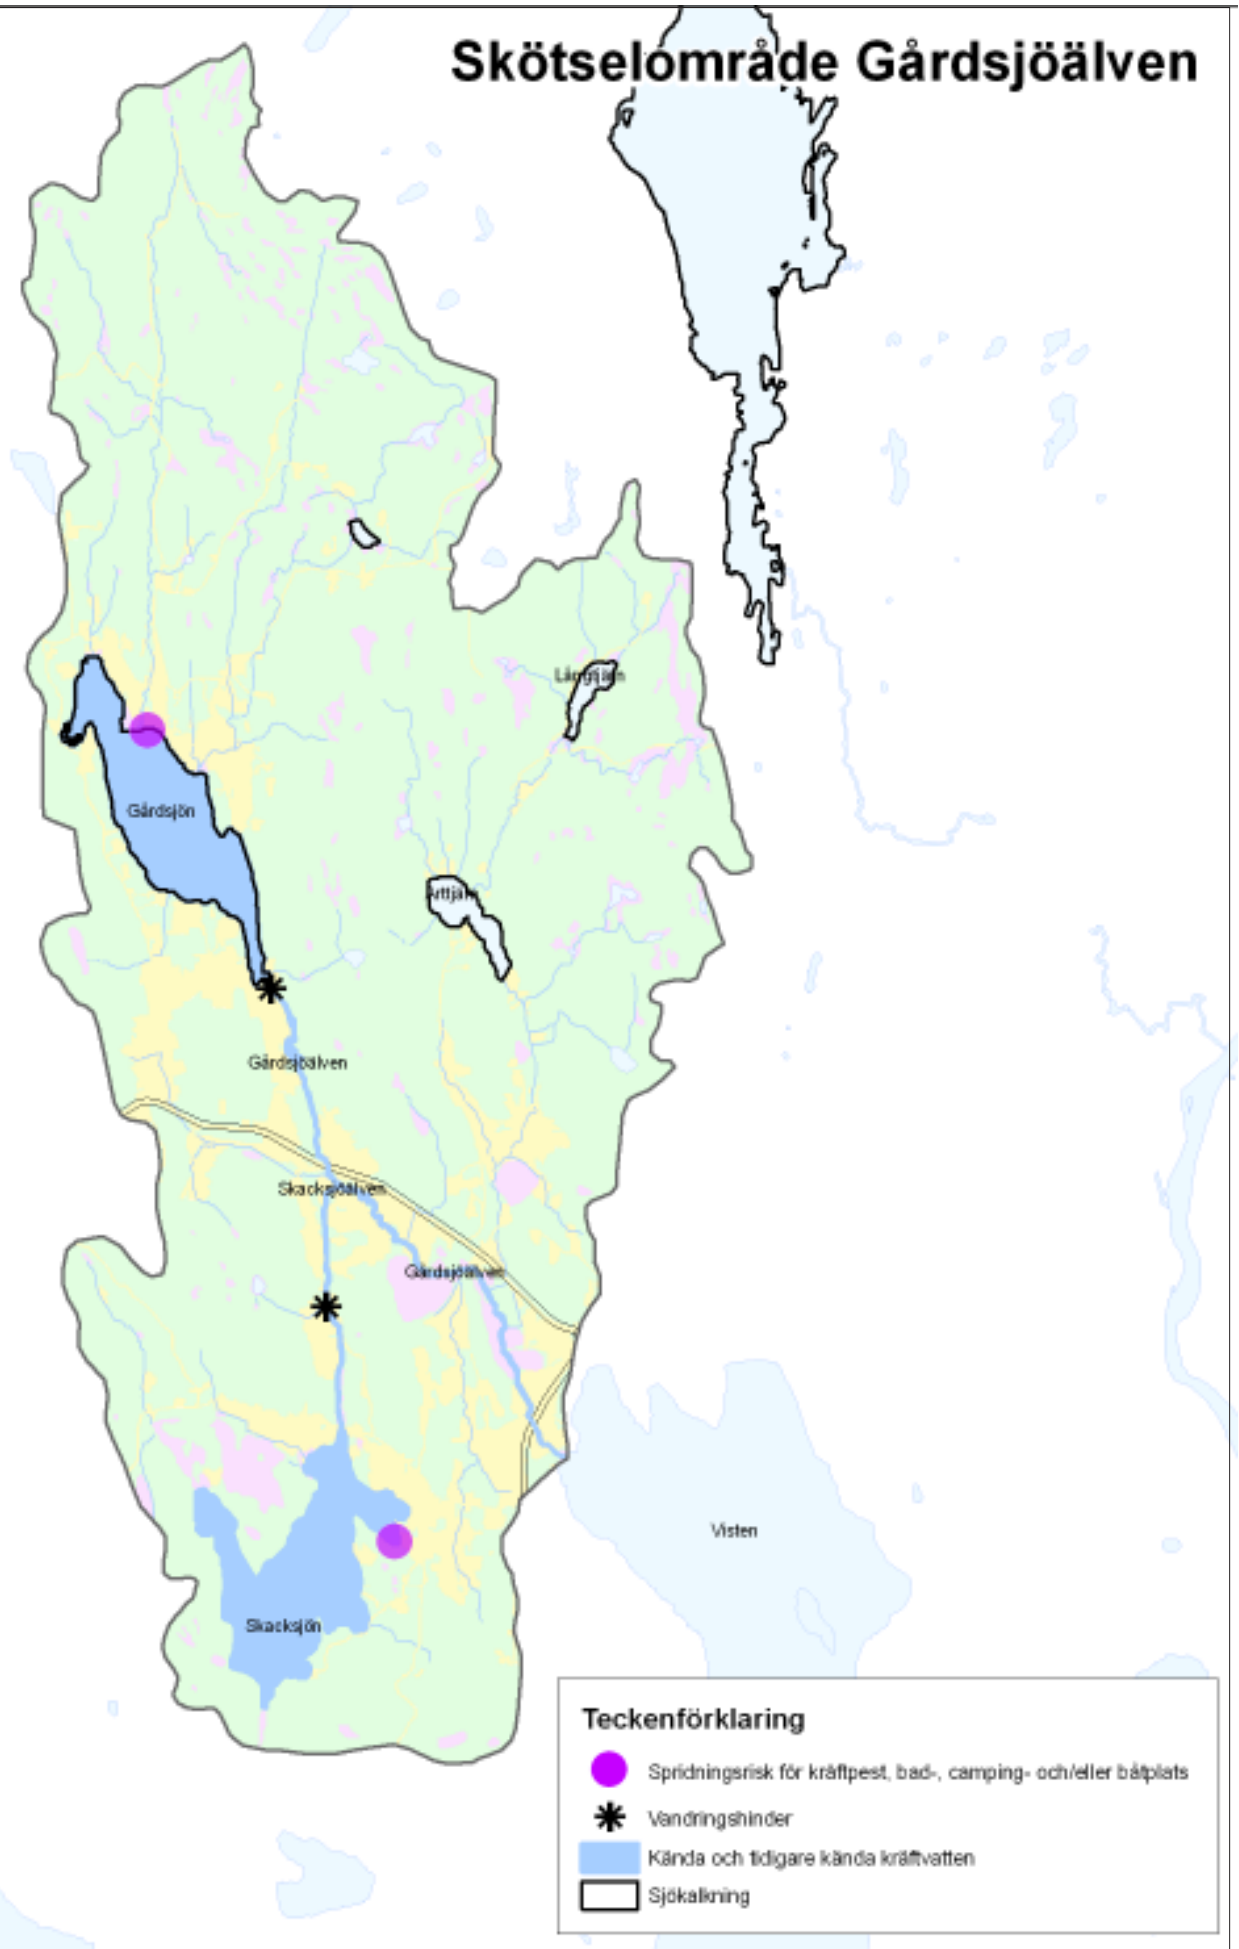 Skötselområde Gårdsjöälven
Långtjärn
Gårdsjön
Gårdsjöälven
Skacksjöälven
Gårdsjöälven
Visten
Skacksjön
Teckenförklaring
Spridningsrisk för kräftpest, bad-, camping- och/eller båtplats
Vandringshinder
Kända och tidigare kända kräftvatten
Sjökalkning